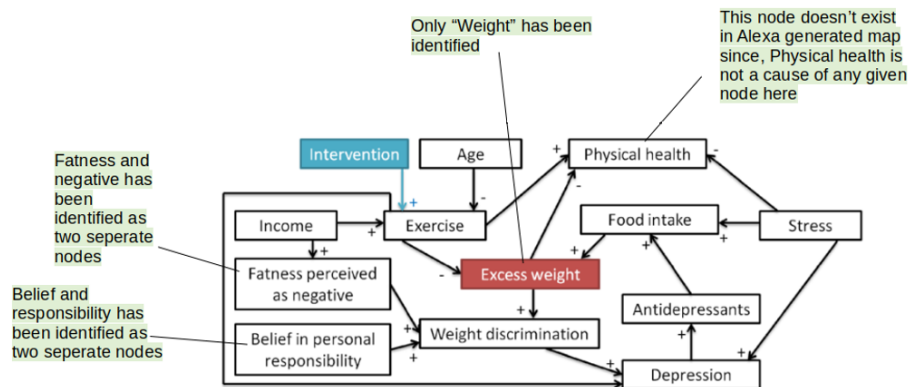 Only “Weight” has been
identified
This node doesn’t exist
in Alexa generated map
since, Physical health is
not a cause of any given
node here
Fatness and
negative has
been
identified as
two seperate
nodes
Belief and
responsibility has
been identified as
two seperate nodes
Intervention
Age
Physical health
Income
Exercise
Food intake
Stress
Fatness perceived
as negative
Excess weight
Belief in personal
responsibility
Weight discrimination
Antidepressants
Depression
+
-
+
-
-
+
+
-
+
+
+
+
+
+
+
+
+